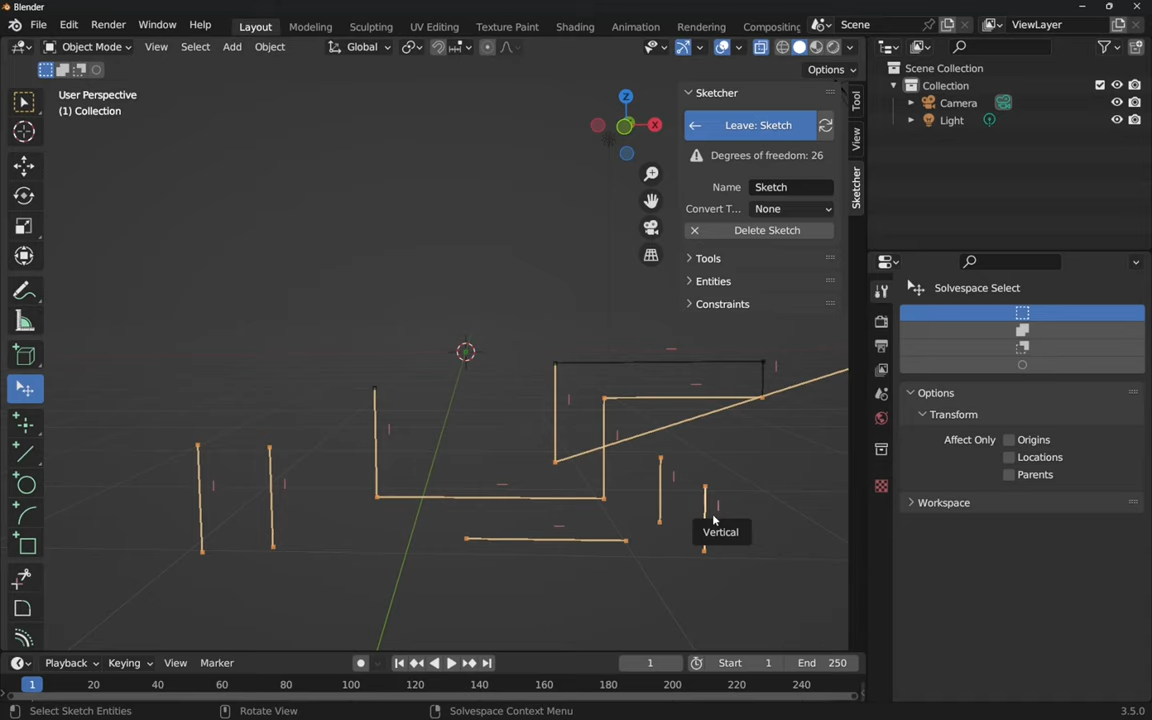 Blender
File Edit Render Window Help
Layout Modeling Sculpting UV Editing Texture Paint Shading Animation Rendering Compositing
Scene
ViewLayer
Object Mode View Select Add Object
Global
Options
User Perspective
(1) Collection
Z
X
Sketcher
Leave: Sketch
Degrees of freedom: 26
Name Sketch
Convert T... None
Delete Sketch
Tools
Entities
Constraints
Tool
View
Sketcher
Vertical
Scene Collection
Collection
Camera
Light
Solvespace Select
Options
Transform
Affect Only Origins
Locations
Parents
Workspace
Playback Keying View Marker
1 Start 1 End 250
1 20 40 60 80 100 120 140 160 180 200 220 240
Select Sketch Entities Rotate View Solvespace Context Menu 3.5.0